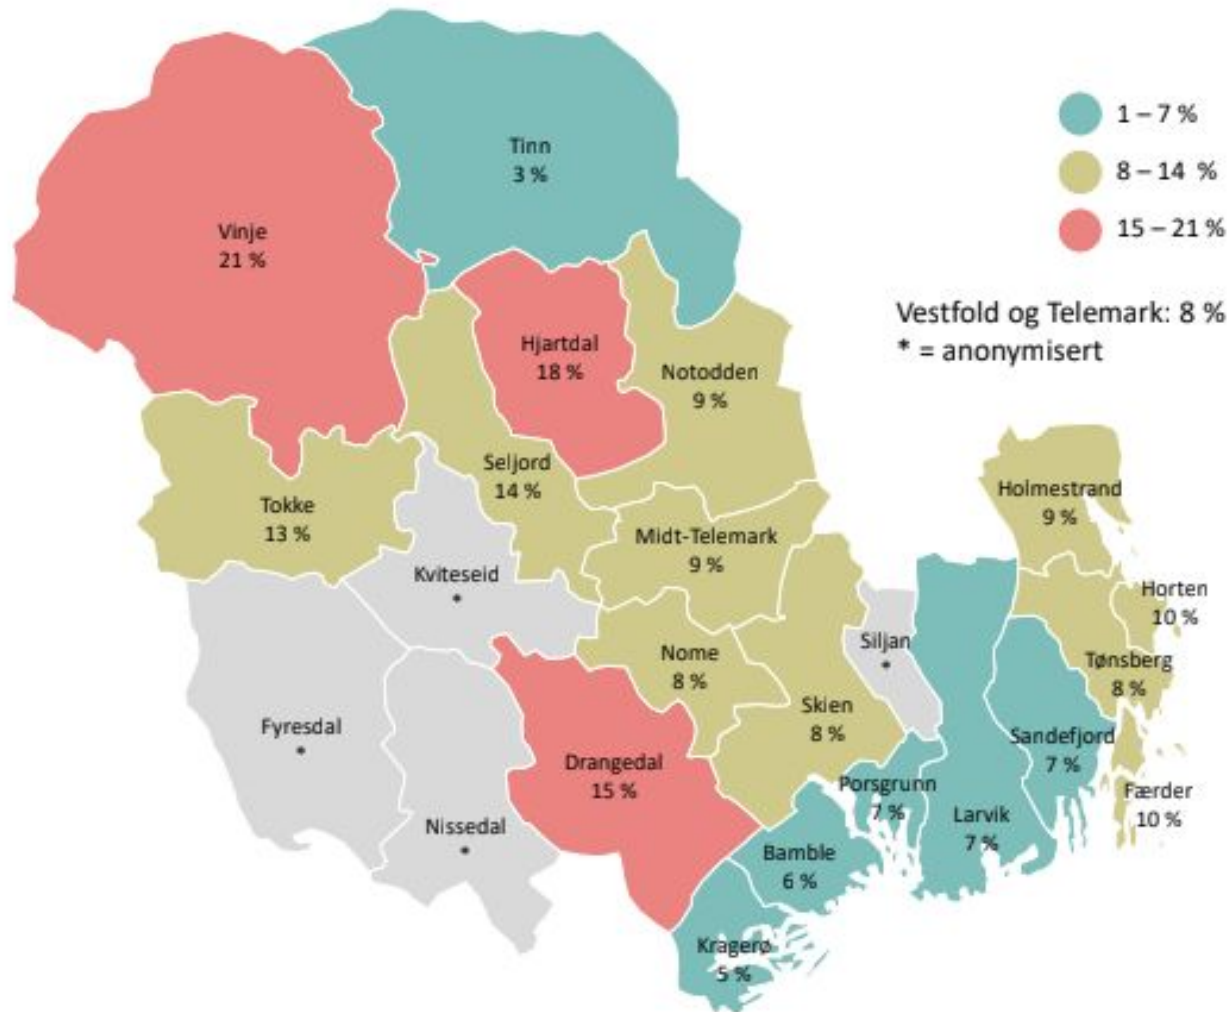 Tinn
3 %
1 – 7 %
8 – 14 %
15 – 21 %
Vinje
21 %
Vestfold og Telemark: 8 %
* = anonymisert
Hjartdal
18 %
Notodden
9 %
Seljord
14 %
Holmestrand
9 %
Tokke
13 %
Midt-Telemark
9 %
Kviteseid
*
Horten
10 %
Siljan
*
Nome
8 %
Tønsberg
8 %
Skien
8 %
Fyresdal
*
Sandefjord
7 %
Drangedal
15 %
Porsgrunn
7 %
Færder
10 %
Larvik
7 %
Nissedal
*
Bamble
6 %
Kragerø
5 %